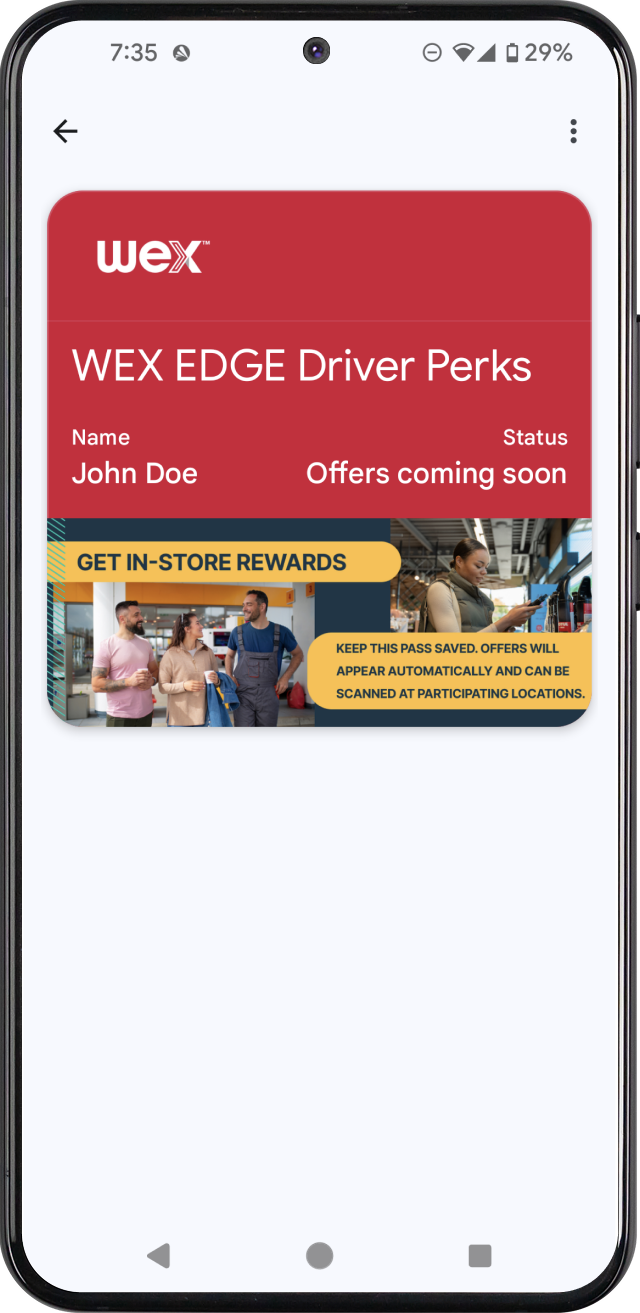 7:35
29%
wex™
WEX EDGE Driver Perks
Name
Status
John Doe
Offers coming soon
GET IN-STORE REWARDS
KEEP THIS PASS SAVED. OFFERS WILL
APPEAR AUTOMATICALLY AND CAN BE
SCANNED AT PARTICIPATING LOCATIONS.